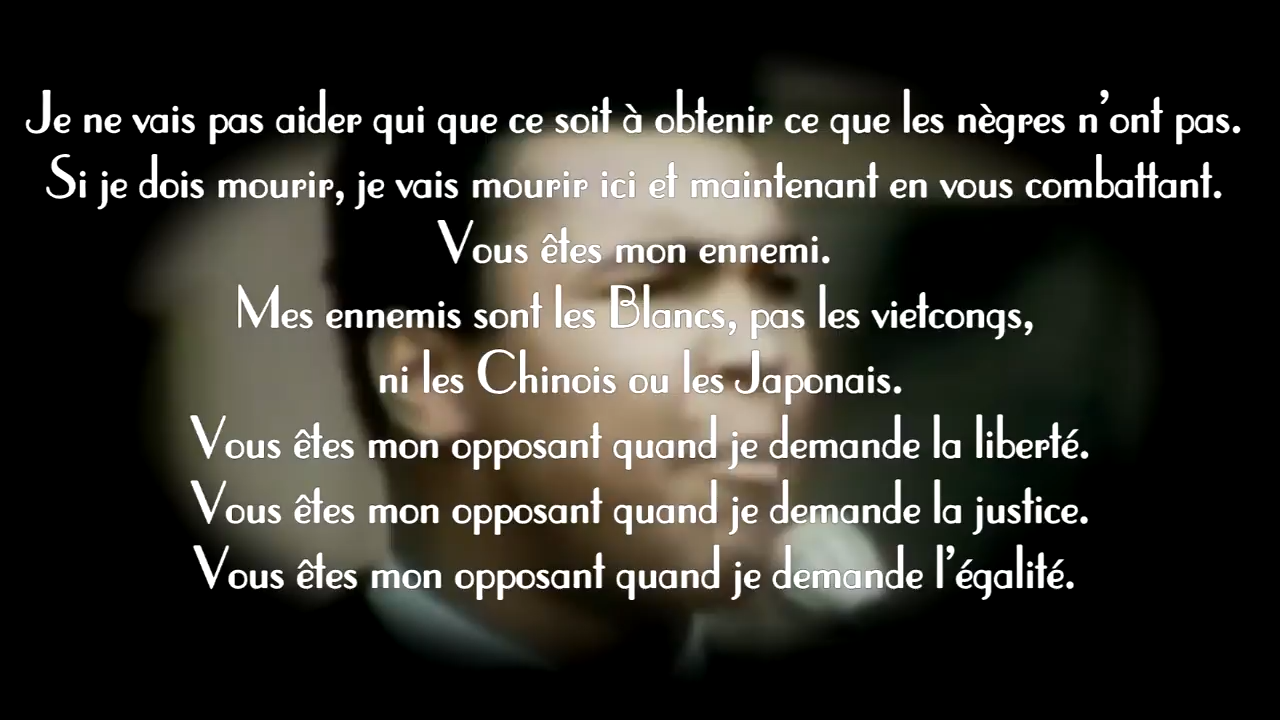 Je ne vais pas aider qui que ce soit à obtenir ce que les nègres n'ont pas.
Si je dois mourir, je vais mourir ici et maintenant en vous combattant.
Vous êtes mon ennemi.
Mes ennemis sont les Blancs, pas les vietcongs,
ni les Chinois ou les Japonais.
Vous êtes mon opposant quand je demande la liberté.
Vous êtes mon opposant quand je demande la justice.
Vous êtes mon opposant quand je demande l'égalité.